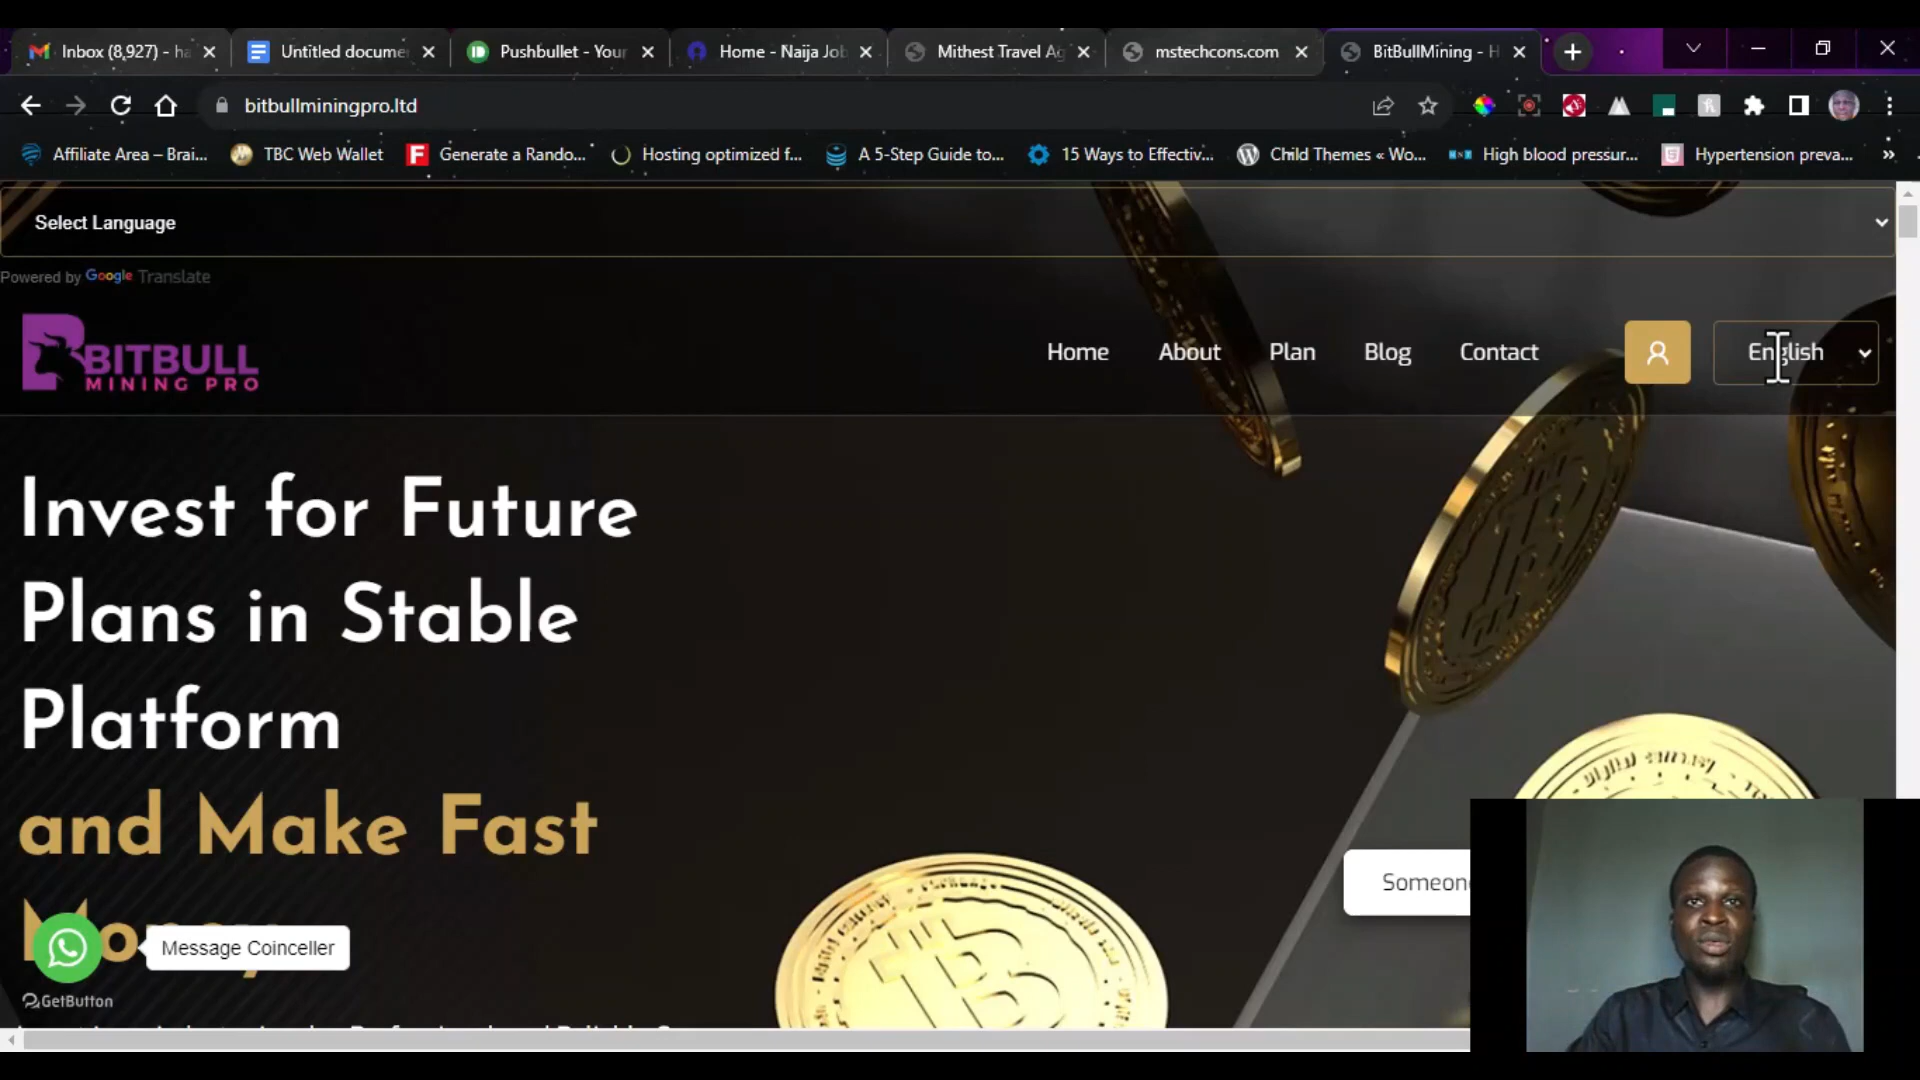 Inbox (8,927) - ha
Untitled docume
Pushbullet - Your
Home - Naija Job
Mithest Travel Ag
mstechcons.com
BitBullMining - H
bitbullminingpro.ltd
Affiliate Area – Brai...
TBC Web Wallet
Generate a Rando...
Hosting optimized f...
A 5-Step Guide to...
15 Ways to Effectiv...
Child Themes « Wo...
High blood pressur...
Hypertension preva...
»
Select Language
Powered by Google Translate
BITBULL
MINING PRO
Home
About
Plan
Blog
Contact
English
Invest for Future
Plans in Stable
Platform
and Make Fast
Money
Someon
Message Coinceller
GetButton